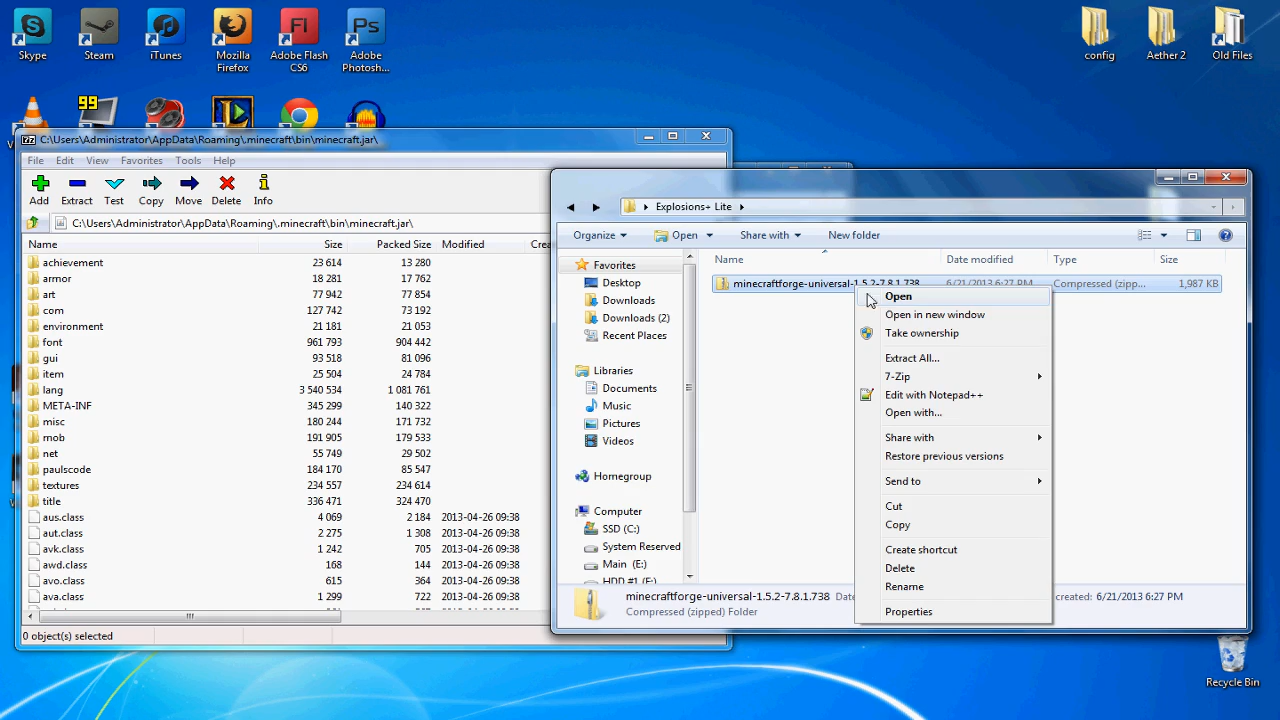 Skype
Steam
iTunes
Mozilla
Firefox
Adobe Flash
CS6
Adobe
Photosh...
config
Aether 2
Old Files
99
C:\Users\Administrator\AppData\Roaming\.minecraft\bin\minecraft.jar\
File Edit View Favorites Tools Help
Add Extract Test Copy Move Delete Info
C:\Users\Administrator\AppData\Roaming\.minecraft\bin\minecraft.jar\
Name Size Packed Size Modified Crea
achievement 23 614 13 280
armor 18 281 17 762
art 77 942 77 854
com 127 742 73 192
environment 21 181 21 053
font 961 793 904 442
gui 93 518 81 096
item 25 504 24 784
lang 3 540 534 1 081 761
META-INF 345 299 140 322
misc 180 244 171 732
mob 191 905 179 533
net 55 749 29 502
paulscode 184 170 85 547
textures 234 557 234 614
title 336 471 324 470
aus.class 4 069 2 184 2013-04-26 09:38
aut.class 2 275 1 308 2013-04-26 09:38
avk.class 1 242 705 2013-04-26 09:38
awd.class 168 144 2013-04-26 09:38
avo.class 615 364 2013-04-26 09:38
ava.class 1 299 722 2013-04-26 09:38
0 object(s) selected
Explosions+ Lite
Organize Open Share with New folder
Favorites
Desktop
Downloads
Downloads (2)
Recent Places
Libraries
Documents
Music
Pictures
Videos
Homegroup
Computer
SSD (C:)
System Reserved
Main (E:)
HDD #1 (F:)
Name Date modified Type Size
minecraftforge-universal-1.5.2-7.8.1.738 6/21/2013 6:27 PM Compressed (zipp... 1,987 KB
Open
Open in new window
Take ownership
Extract All...
7-Zip
Edit with Notepad++
Open with...
Share with
Restore previous versions
Send to
Cut
Copy
Create shortcut
Delete
Rename
Properties
minecraftforge-universal-1.5.2-7.8.1.738 Date created: 6/21/2013 6:27 PM
Compressed (zipped) Folder
Recycle Bin